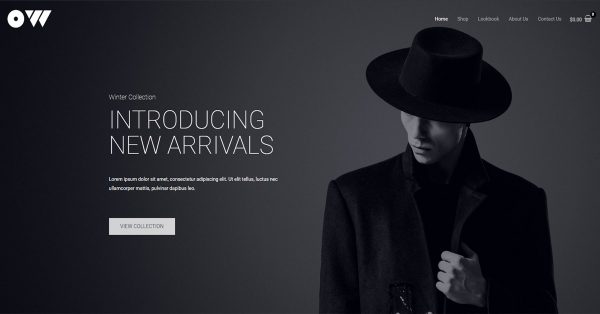 OW
Home Shop Lookbook About Us Contact Us $0.00 0
Winter Collection
INTRODUCING
NEW ARRIVALS
Lorem ipsum dolor sit amet, consectetur adipiscing elit. Ut elit tellus, luctus nec
ullamcorper mattis, pulvinar dapibus leo.
VIEW COLLECTION